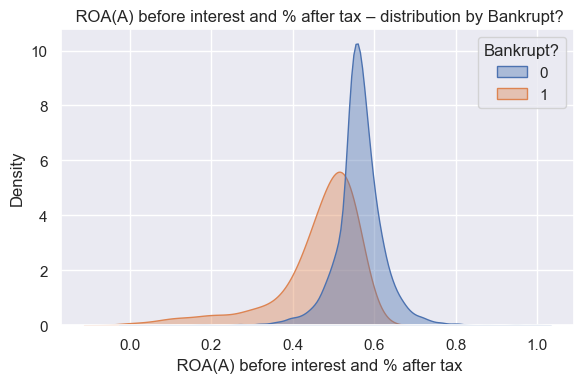 ROA(A) before interest and % after tax – distribution by Bankrupt?
Bankrupt?
0
1
Density
10
8
6
4
2
0
0.0 0.2 0.4 0.6 0.8 1.0
ROA(A) before interest and % after tax